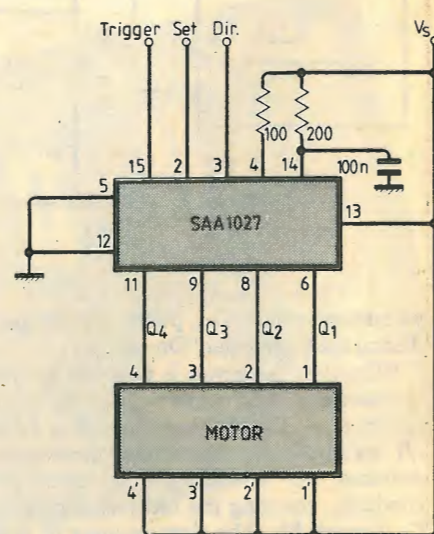 Trigger Set Dir. Vs
100 200
100n
15 2 3 4 14
5
SAA1027
13
12
11 9 8 6
Q4 Q3 Q2 Q1
4 3 2 1
MOTOR
4' 3' 2' 1'